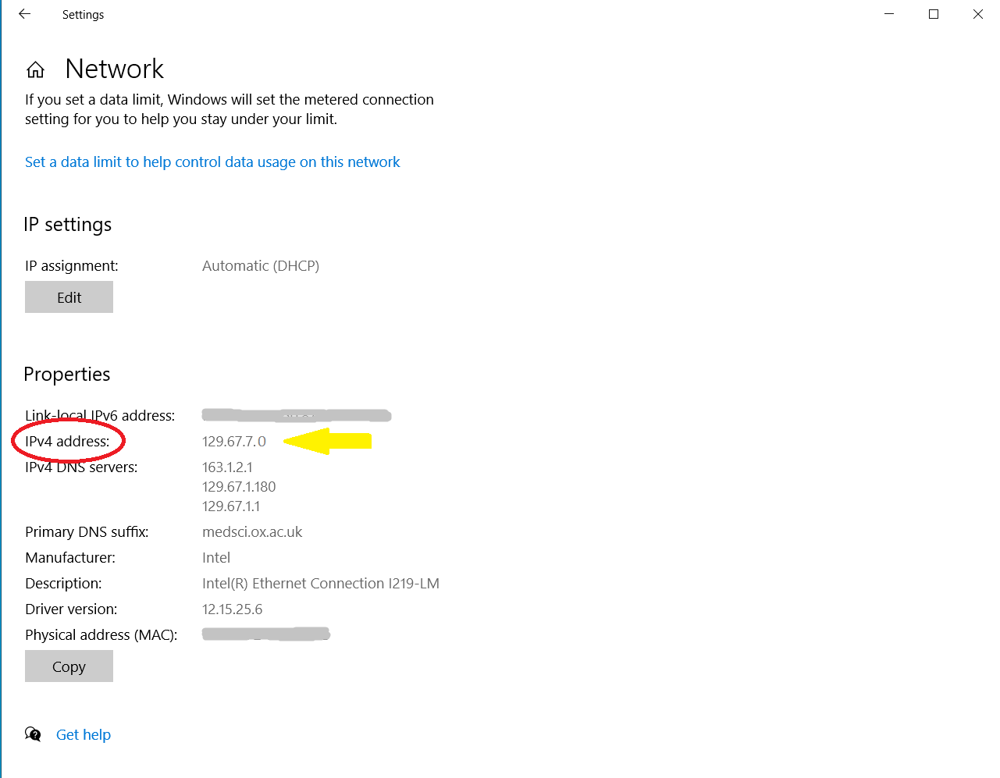 Settings
Network
If you set a data limit, Windows will set the metered connection
setting for you to help you stay under your limit.
Set a data limit to help control data usage on this network
IP settings
IP assignment: Automatic (DHCP)
Edit
Properties
Link-local IPv6 address:
IPv4 address: 129.67.7.0
IPv4 DNS servers: 163.1.2.1
129.67.1.180
129.67.1.1
Primary DNS suffix: medsci.ox.ac.uk
Manufacturer: Intel
Description: Intel(R) Ethernet Connection I219-LM
Driver version: 12.15.25.6
Physical address (MAC):
Copy
Get help